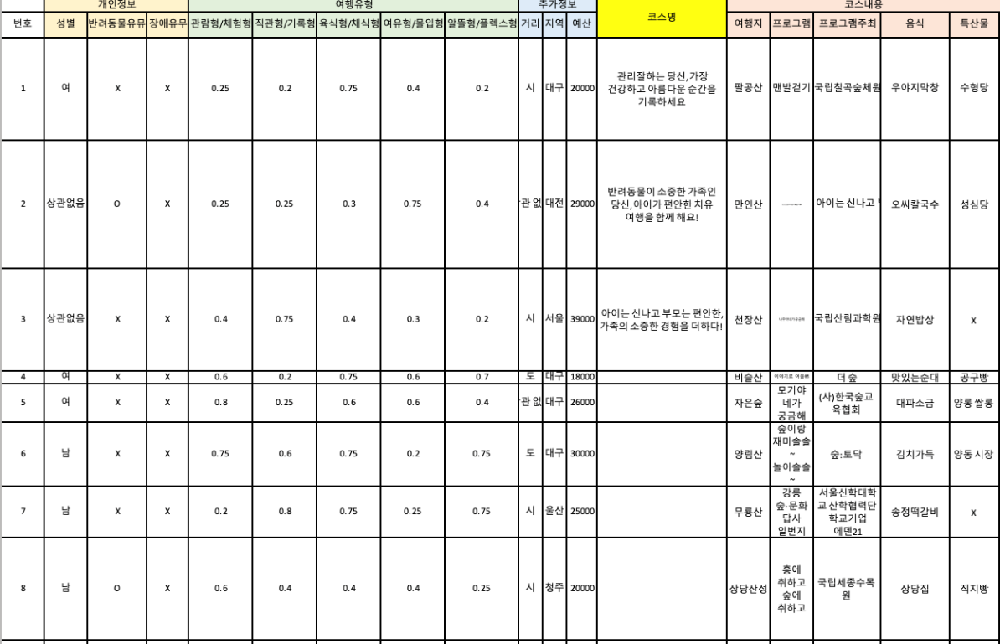 개인정보 여행유형 추가정보 코스명 코스내용
번호 성별 반려동물유뮤 장애유무 관람형/체험형 직관형/기록형 육식형/채식형 여유형/몰입형 알뜰형/플렉스형 거리 지역 예산 여행지 프로그램 프로그램주최 음식 특산물
1 여 X X 0.25 0.2 0.75 0.4 0.2 시 대구 20000 관리잘하는 당신,가장
건강하고 아름다운 순간을
기록하세요 팔공산 맨발걷기 국립칠곡숲체원 우야지막창 수형당
2 상관없음 O X 0.25 0.25 0.3 0.75 0.4 관 없 대전 29000 반려동물이 소중한 가족인
당신,아이가 편안한 치유
여행을 함께 해요! 만인산 아이는 신나고 오씨칼국수 성심당
3 상관없음 X X 0.4 0.75 0.4 0.3 0.2 시 서울 39000 아이는 신나고 부모는 편안한,
가족의 소중한 경험을 더하다! 천장산 국립산림과학원 자연밥상 x
4 여 X X 0.6 0.2 0.75 0.6 0.7 도 대구 18000 비슬산 더 숲 맛있는순대 공구빵
5 여 X X 0.8 0.25 0.6 0.6 0.4 관 없 대구 26000 자은숲 모기야
네가
궁금해 (사)한국숲교
육협회 대파소금 양롱 쌀롱
6 남 X X 0.75 0.6 0.75 0.2 0.75 도 대구 30000 양림산 숲이랑
재미솔솔
~
놀이솔솔
~ 숲:토닥 김치가득 양동 시장
7 남 X X 0.2 0.8 0.75 0.25 0.75 시 울산 25000 무룡산 강릉
숲·문화
답사
일번지 서울신학대학
교 산학협력단
학교기업
에덴21 송정떡갈비 x
8 남 O X 0.6 0.4 0.4 0.4 0.25 시 청주 20000 상당산성 흥에
취하고
숲에
취하고 국립세종수목
원 상당집 직지빵